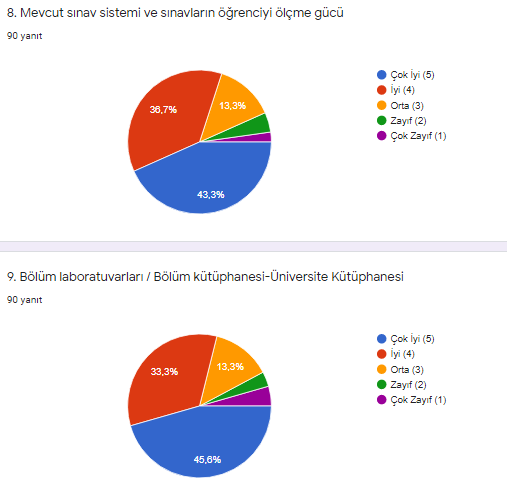 8. Mevcut sınav sistemi ve sınavların öğrenciyi ölçme gücü
90 yanıt
Çok İyi (5)
İyi (4)
Orta (3)
Zayıf (2)
Çok Zayıf (1)
36,7%
13,3%
43,3%
9. Bölüm laboratuvarları / Bölüm kütüphanesi-Üniversite Kütüphanesi
90 yanıt
Çok İyi (5)
İyi (4)
Orta (3)
Zayıf (2)
Çok Zayıf (1)
33,3%
13,3%
45,6%